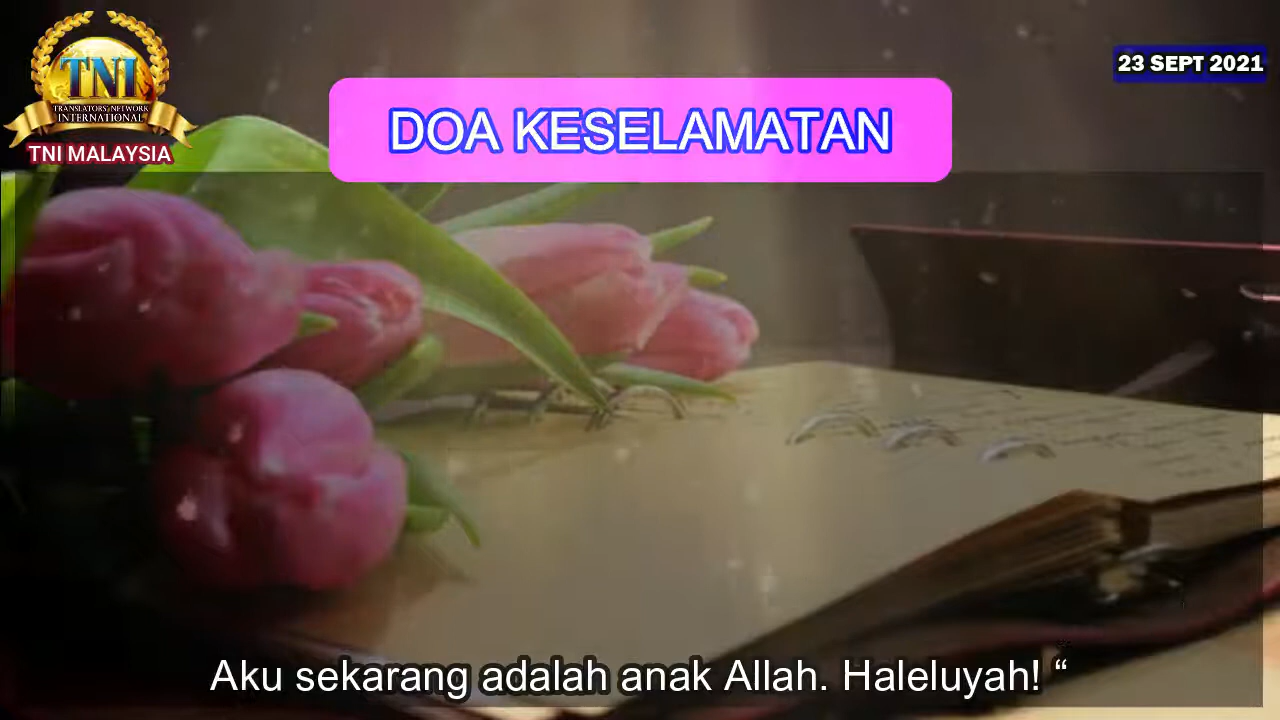 TNI
TRANSLATORS NETWORK
INTERNATIONAL
TNI MALAYSIA
23 SEPT 2021
DOA KESELAMATAN
Aku sekarang adalah anak Allah. Haleluyah! “